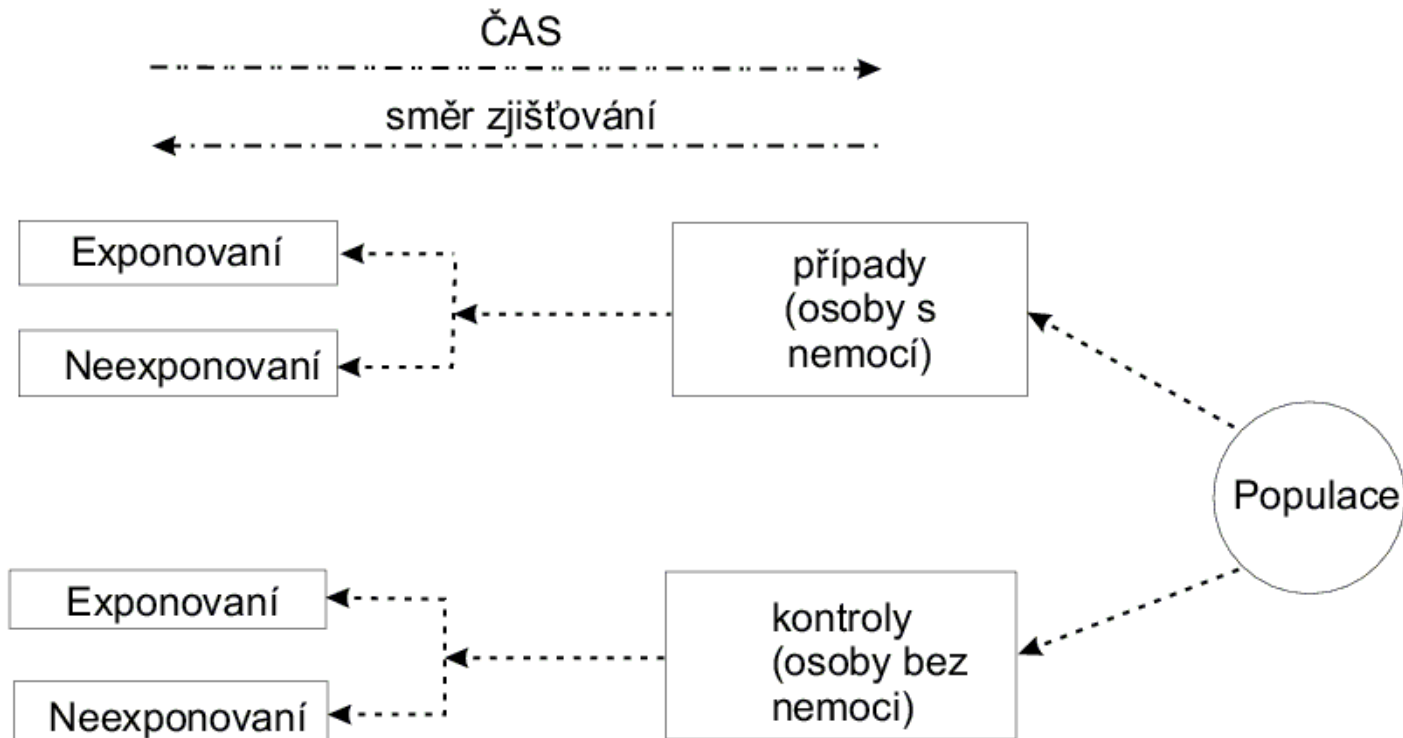 ČAS
směr zjišťování
Exponovaní
Neexponovaní
případy
(osoby s
nemocí)
Populace
Exponovaní
Neexponovaní
kontroly
(osoby bez
nemoci)